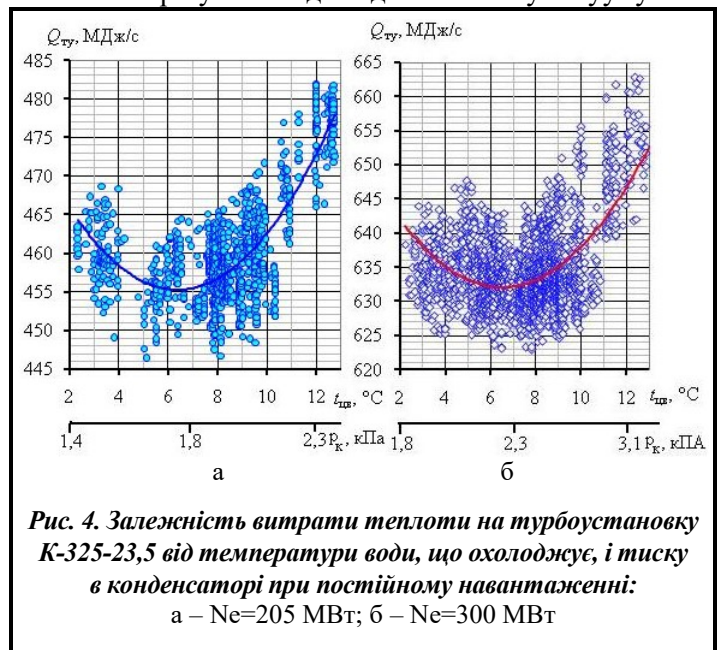 Q_ту, МДж/с
485
480
475
470
465
460
455
450
445
2 4 6 8 10 12 t_цв, °C
1,4 1,8 2,3 p_к, кПа
а
Q_ту, МДж/с
665
660
655
650
645
640
635
630
625
620
2 4 6 8 10 t_цв, °C
1,8 2,3 3,1 p_к, кПА
б
Рис. 4. Залежність витрати теплоти на турбоустановку
К-325-23,5 від температури води, що охолоджує, і тиску
в конденсаторі при постійному навантаженні:
а – Ne=205 МВт; б – Ne=300 МВт